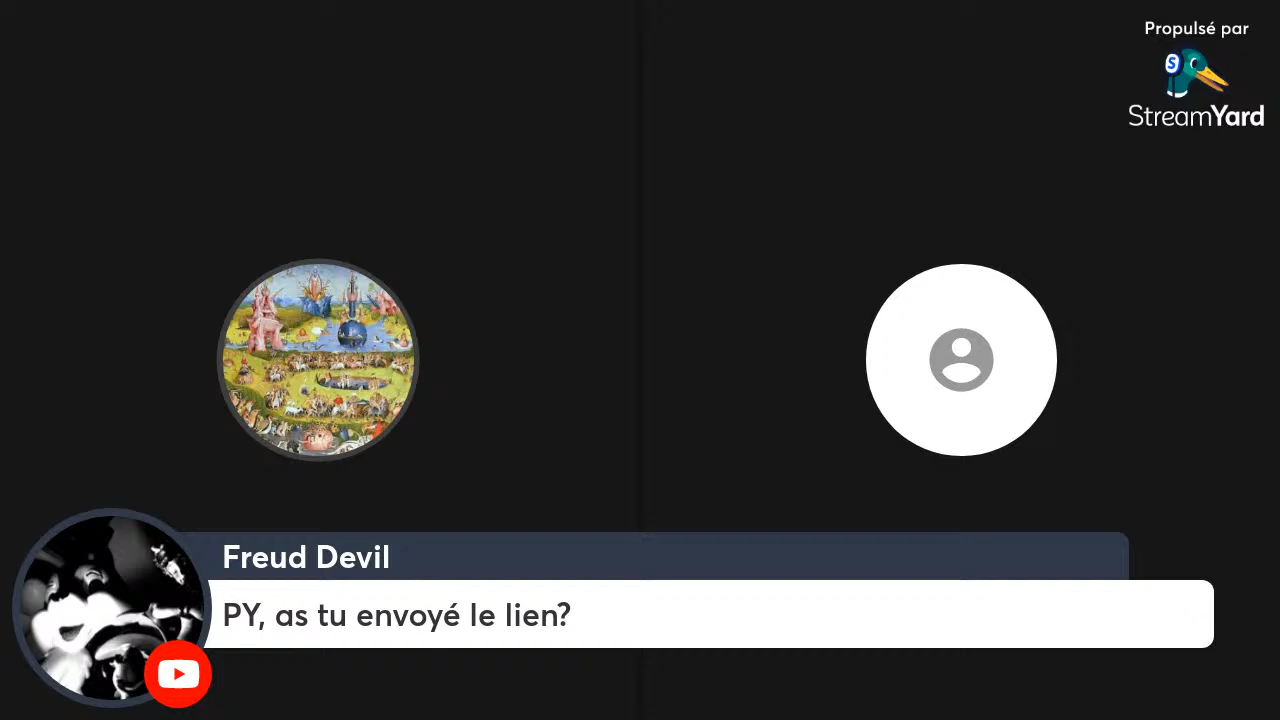 Propulsé par
S
StreamYard
Freud Devil
PY, as tu envoyé le lien?